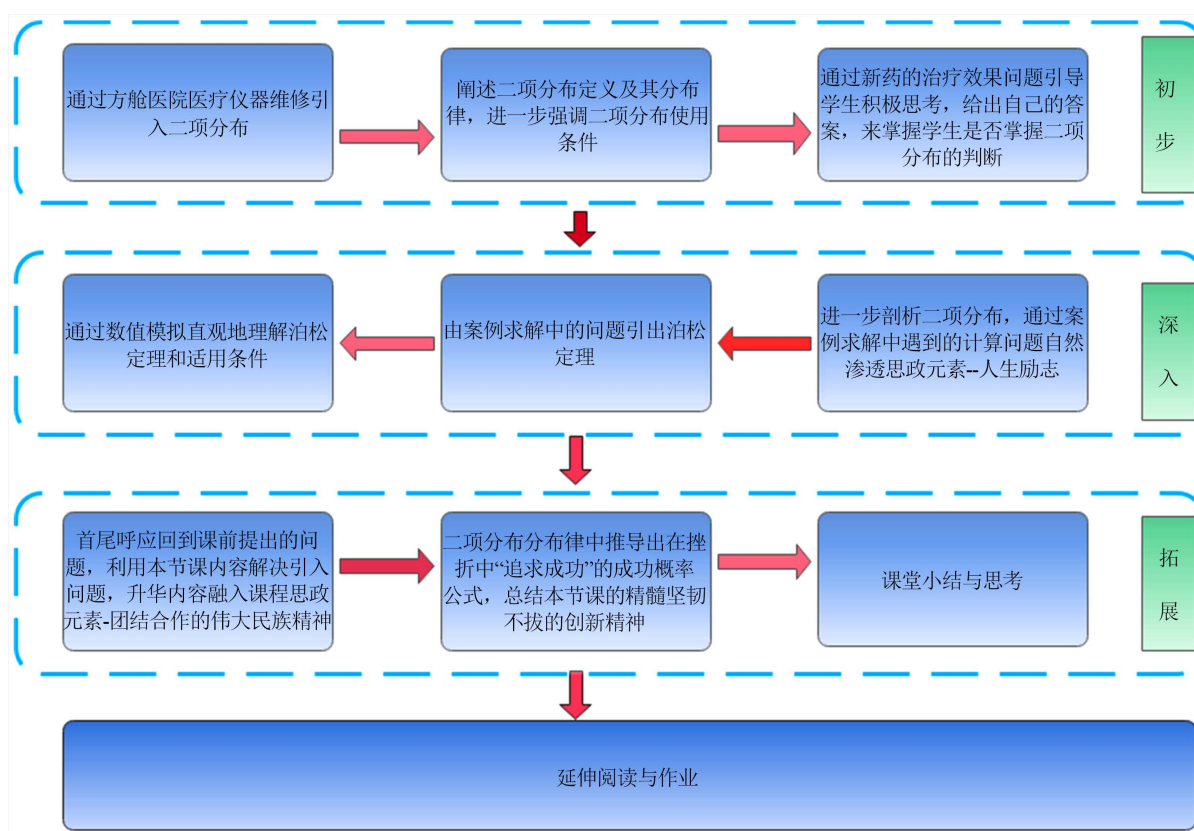 通过方舱医院医疗仪器维修引
入二项分布
阐述二项分布定义及其分布
律，进一步强调二项分布使用
条件
通过新药的治疗效果问题引导
学生积极思考，给出自己的答
案，来掌握学生是否掌握二项
分布的判断
初
步
通过数值模拟直观地理解泊松
定理和适用条件
由案例求解中的问题引出泊松
定理
进一步剖析二项分布，通过案
例求解中遇到的计算问题自然
渗透思政元素--人生励志
深
入
首尾呼应回到课前提出的问
题，利用本节课内容解决引入
问题，升华内容融入课程思政
元素-团结合作的伟大民族精神
二项分布分布律中推导出在挫
折中“追求成功”的成功概率
公式，总结本节课的精髓坚韧
不拔的创新精神
课堂小结与思考
拓
展
延伸阅读与作业